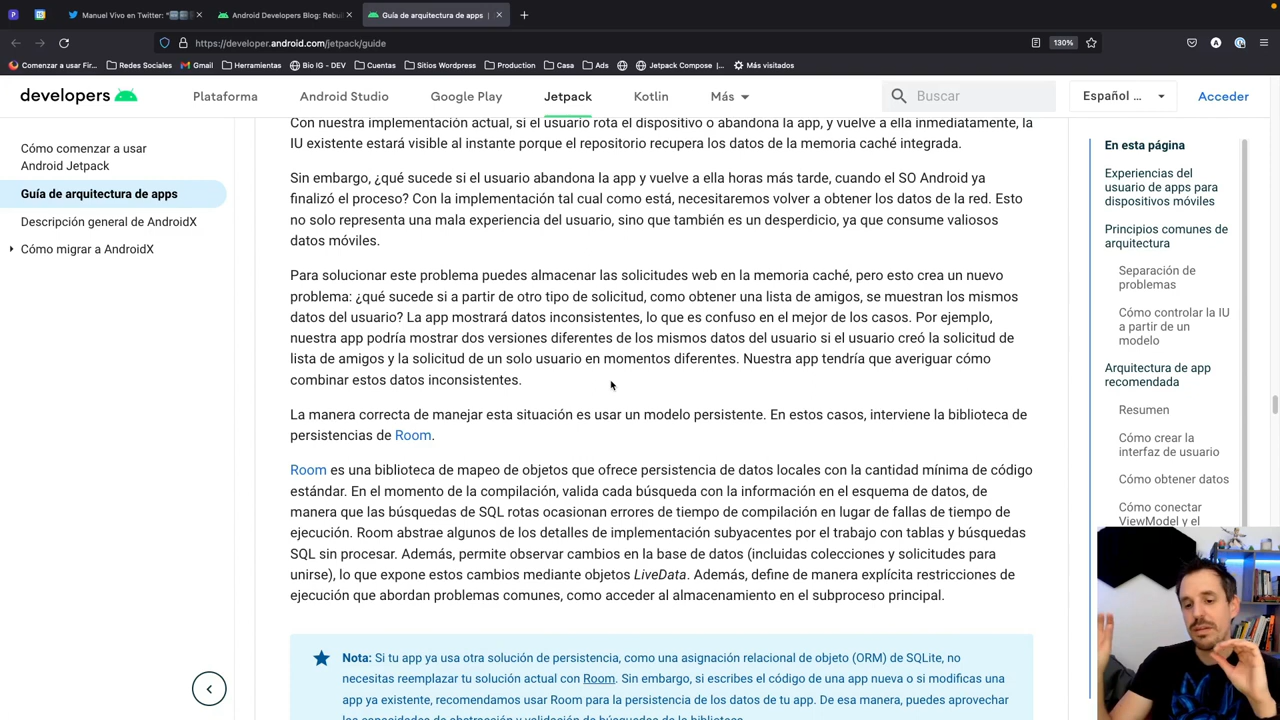 Manuel Vivo en Twitter: "
Android Developers Blog: Rebui
Guía de arquitectura de apps
https://developer.android.com/jetpack/guide
130%
Comenzar a usar Fir...
Redes Sociales
Gmail
Herramientas
Bio IG - DEV
Cuentas
Sitios Wordpress
Production
Casa
Ads
Jetpack Compose |...
Más visitados
developers
Plataforma
Android Studio
Google Play
Jetpack
Kotlin
Más
Buscar
Español ...
Acceder
Cómo comenzar a usar
Android Jetpack
Guía de arquitectura de apps
Descripción general de AndroidX
Cómo migrar a AndroidX
Con nuestra implementación actual, si el usuario rota el dispositivo o abandona la app, y vuelve a ella inmediatamente, la
IU existente estará visible al instante porque el repositorio recupera los datos de la memoria caché integrada.
Sin embargo, ¿qué sucede si el usuario abandona la app y vuelve a ella horas más tarde, cuando el SO Android ya
finalizó el proceso? Con la implementación tal cual como está, necesitaremos volver a obtener los datos de la red. Esto
no solo representa una mala experiencia del usuario, sino que también es un desperdicio, ya que consume valiosos
datos móviles.
Para solucionar este problema puedes almacenar las solicitudes web en la memoria caché, pero esto crea un nuevo
problema: ¿qué sucede si a partir de otro tipo de solicitud, como obtener una lista de amigos, se muestran los mismos
datos del usuario? La app mostrará datos inconsistentes, lo que es confuso en el mejor de los casos. Por ejemplo,
nuestra app podría mostrar dos versiones diferentes de los mismos datos del usuario si el usuario creó la solicitud de
lista de amigos y la solicitud de un solo usuario en momentos diferentes. Nuestra app tendría que averiguar cómo
combinar estos datos inconsistentes.
La manera correcta de manejar esta situación es usar un modelo persistente. En estos casos, interviene la biblioteca de
persistencias de Room.
Room es una biblioteca de mapeo de objetos que ofrece persistencia de datos locales con la cantidad mínima de código
estándar. En el momento de la compilación, valida cada búsqueda con la información en el esquema de datos, de
manera que las búsquedas de SQL rotas ocasionan errores de tiempo de compilación en lugar de fallas de tiempo de
ejecución. Room abstrae algunos de los detalles de implementación subyacentes por el trabajo con tablas y búsquedas
SQL sin procesar. Además, permite observar cambios en la base de datos (incluidas colecciones y solicitudes para
unirse), lo que expone estos cambios mediante objetos LiveData. Además, define de manera explícita restricciones de
ejecución que abordan problemas comunes, como acceder al almacenamiento en el subproceso principal.
Nota: Si tu app ya usa otra solución de persistencia, como una asignación relacional de objeto (ORM) de SQLite, no
necesitas reemplazar tu solución actual con Room. Sin embargo, si escribes el código de una app nueva o si modificas una
app ya existente, recomendamos usar Room para la persistencia de los datos de tu app. De esa manera, puedes aprovechar
las capacidades de abstracción y validación de búsquedas de la biblioteca.
En esta página
Experiencias del
usuario de apps para
dispositivos móviles
Principios comunes de
arquitectura
Separación de
problemas
Cómo controlar la IU
a partir de un
modelo
Arquitectura de app
recomendada
Resumen
Cómo crear la
interfaz de usuario
Cómo obtener datos
Cómo conectar
ViewModel y el